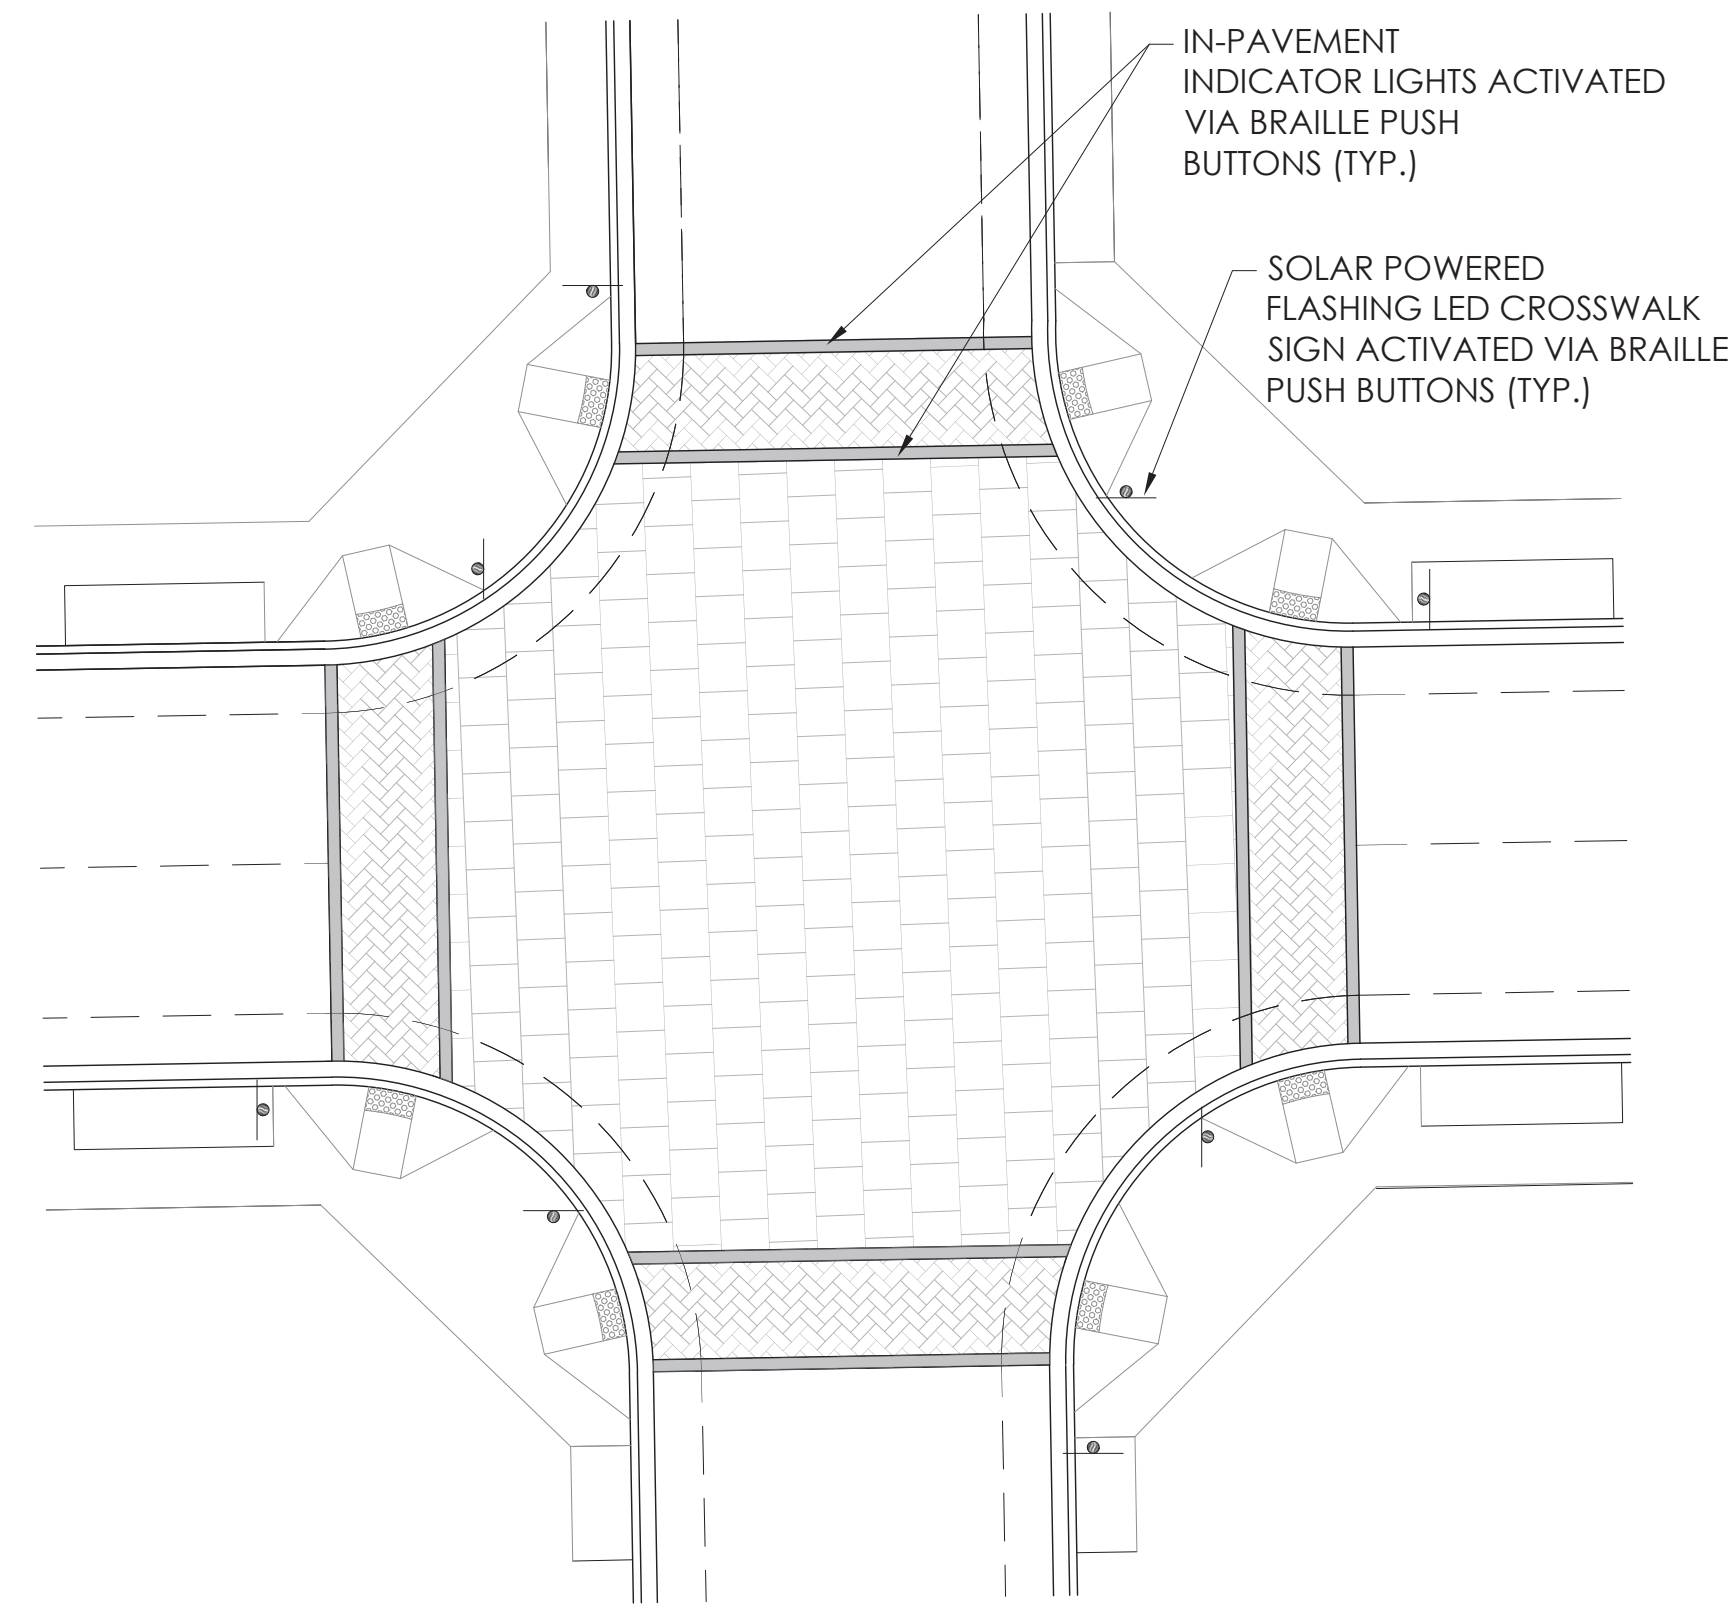 IN-PAVEMENT
INDICATOR LIGHTS ACTIVATED
VIA BRAILLE PUSH
BUTTONS (TYP.)
SOLAR POWERED
FLASHING LED CROSSWALK
SIGN ACTIVATED VIA BRAILLE
PUSH BUTTONS (TYP.)